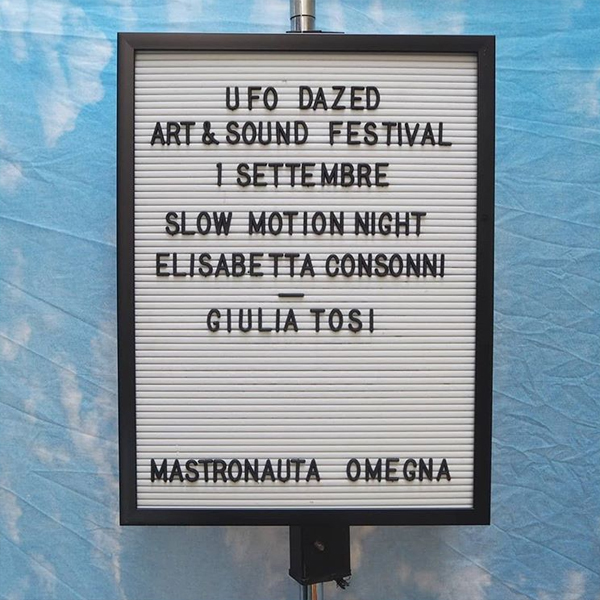 UFO DAZED
ART & SOUND FESTIVAL
1 SETTEMBRE
SLOW MOTION NIGHT
ELISABETTA CONSONNI
—
GIULIA TOSI
MASTRONAUTA OMEGNA